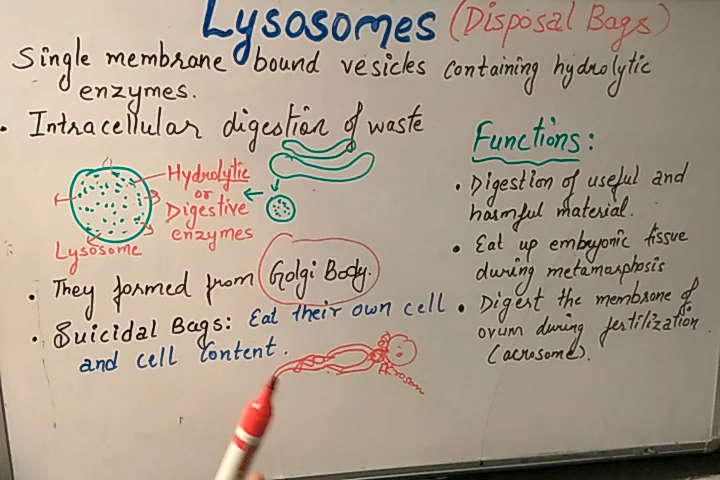 Lysosomes (Disposal Bags)
Single membrane bound vesicles containing hydrolytic
enzymes.
• Intracellular digestion of waste
Hydrolytic
or
Digestive
enzymes
Lysosome
• They formed from Golgi Body.
• Suicidal Bags: Eat their own cell
and cell content.
Acrosom
Functions:
• Digestion of useful and
harmful material.
• Eat up embryonic tissue
during metamorphosis
• Digest the membrane of
ovum during fertilization
(acrosome).